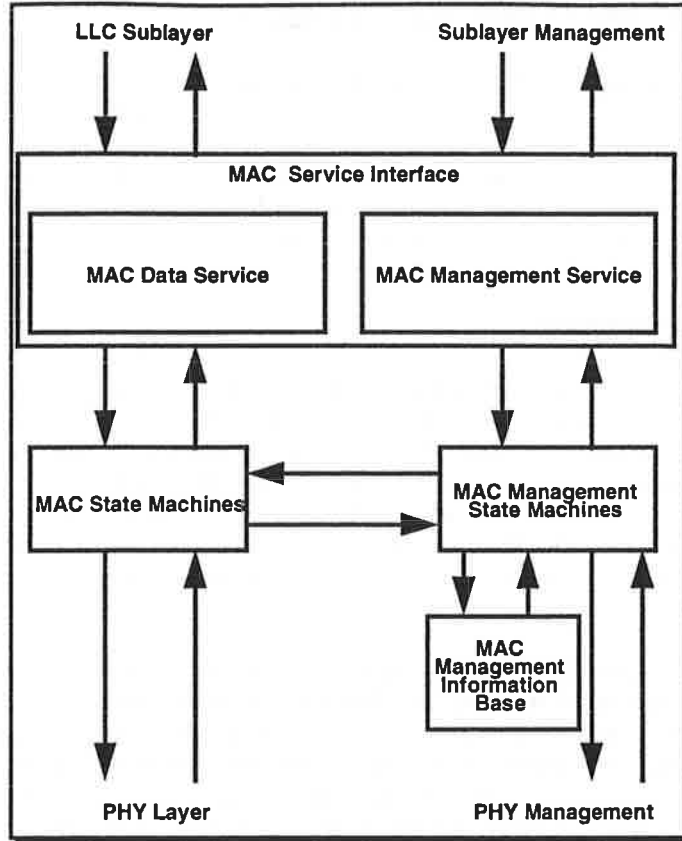 LLC Sublayer
Sublayer Management
MAC Service Interface
MAC Data Service
MAC Management Service
MAC State Machines
MAC Management
State Machines
MAC
Management
Information
Base
PHY Layer
PHY Management